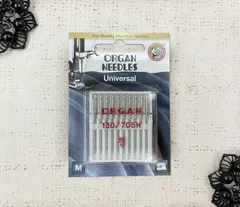 The Quality Machine Needles
ORGAN
NEEDLES
Universal
ORGAN
130/705H
M